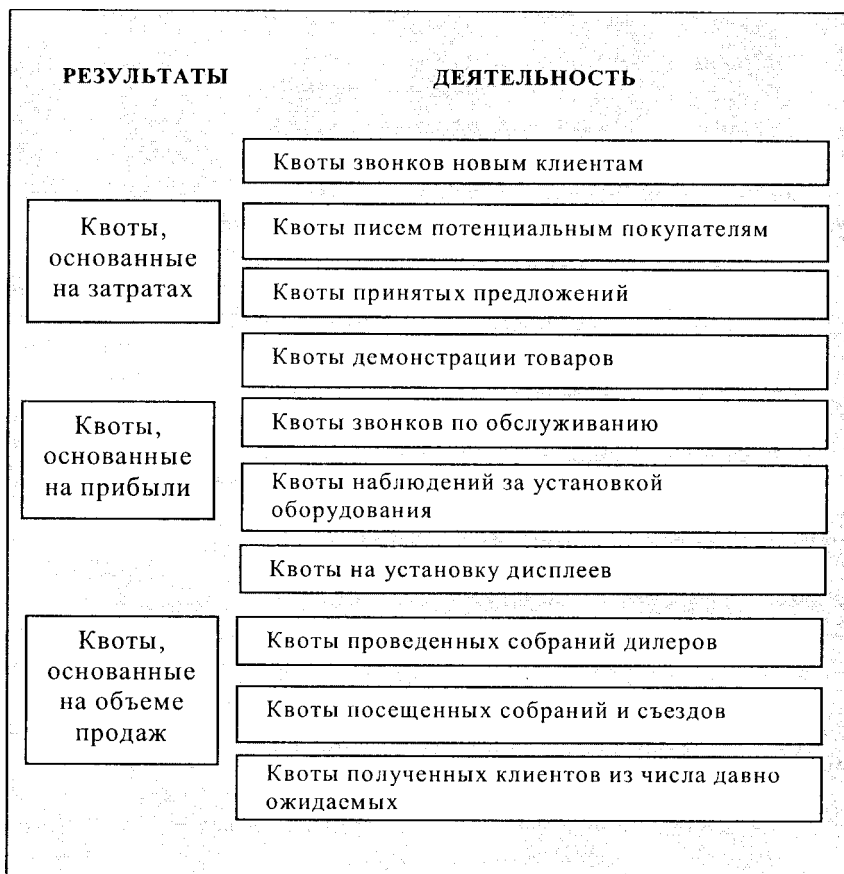 РЕЗУЛЬТАТЫ
ДЕЯТЕЛЬНОСТЬ
Квоты,
основанные
на затратах
Квоты,
основанные
на прибыли
Квоты,
основанные
на объеме
продаж
Квоты звонков новым клиентам
Квоты писем потенциальным покупателям
Квоты принятых предложений
Квоты демонстрации товаров
Квоты звонков по обслуживанию
Квоты наблюдений за установкой
оборудования
Квоты на установку дисплеев
Квоты проведенных собраний дилеров
Квоты посещенных собраний и съездов
Квоты полученных клиентов из числа давно
ожидаемых